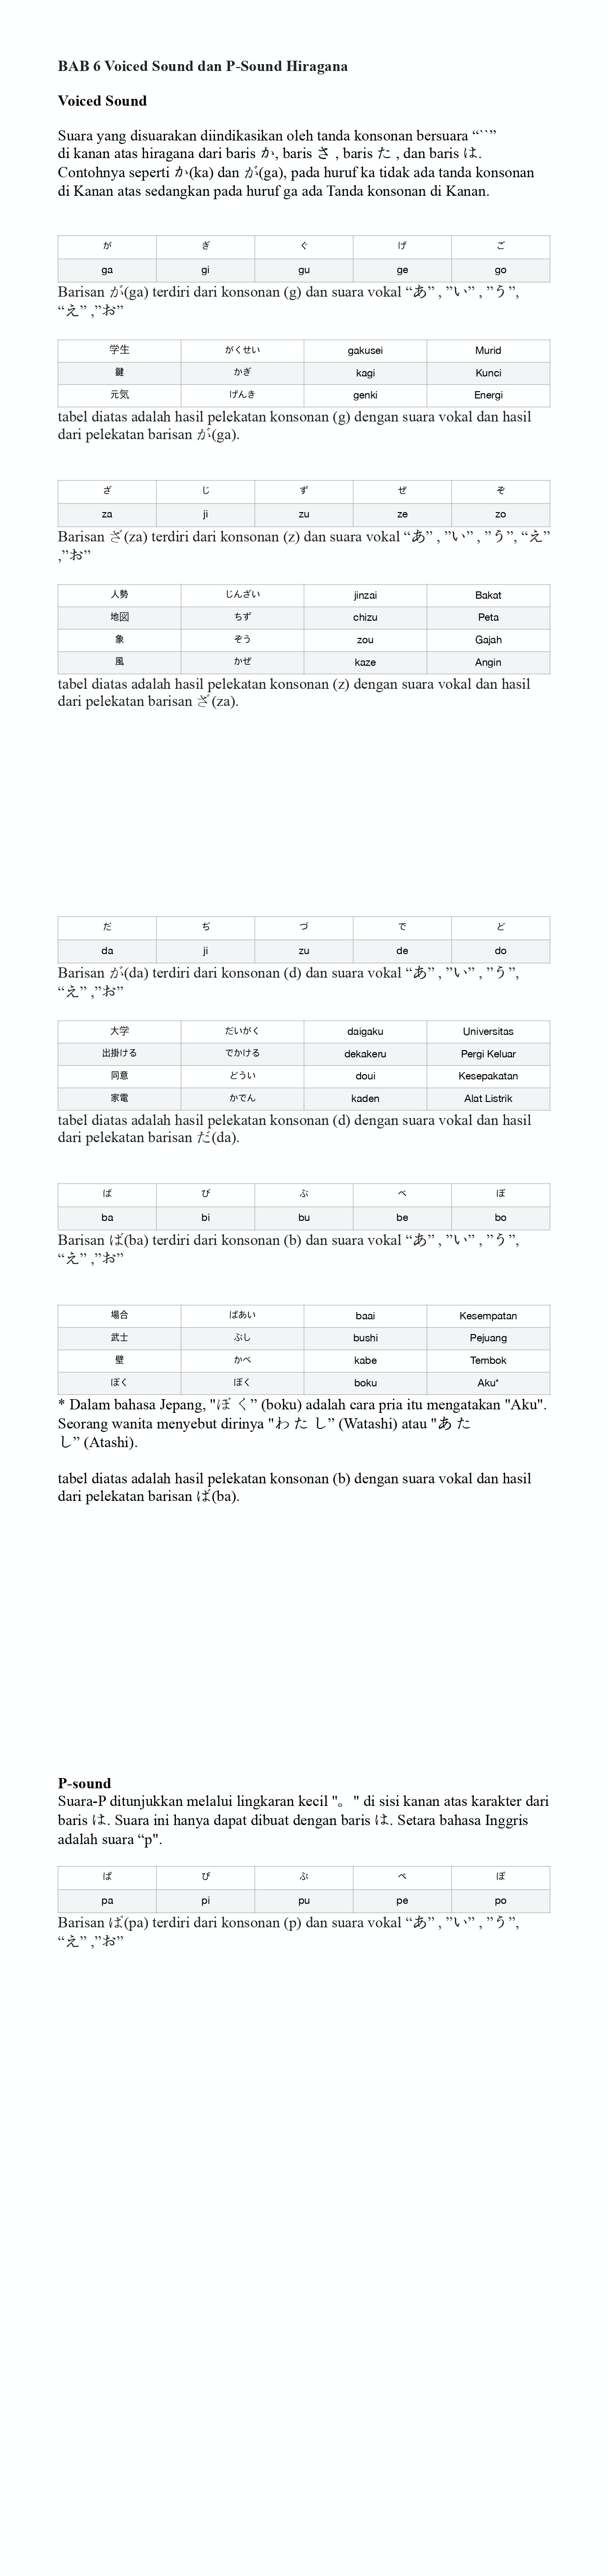 BAB 6 Voiced Sound dan P-Sound Hiragana
Voiced Sound
Suara yang disuarakan diindikasikan oleh tanda konsonan bersuara “``”
di kanan atas hiragana dari baris か, baris さ , baris た , dan baris は.
Contohnya seperti か(ka) dan が(ga), pada huruf ka tidak ada tanda konsonan
di Kanan atas sedangkan pada huruf ga ada Tanda konsonan di Kanan.
が ぎ ぐ げ ご
ga gi gu ge go
Barisan が(ga) terdiri dari konsonan (g) dan suara vokal “あ” , ”い” , ”う”,
“え” ,”お”
学生 がくせい gakusei Murid
鍵 かぎ kagi Kunci
元気 げんき genki Energi
tabel diatas adalah hasil pelekatan konsonan (g) dengan suara vokal dan hasil
dari pelekatan barisan が(ga).
ざ じ ず ぜ ぞ
za ji zu ze zo
Barisan ざ(za) terdiri dari konsonan (z) dan suara vokal “あ” , ”い” , ”う”, “え”
,”お”
人勢 じんざい jinzai Bakat
地図 ちず chizu Peta
象 ぞう zou Gajah
風 かぜ kaze Angin
tabel diatas adalah hasil pelekatan konsonan (z) dengan suara vokal dan hasil
dari pelekatan barisan ざ(za).
だ ぢ づ で ど
da ji zu de do
Barisan が(da) terdiri dari konsonan (d) dan suara vokal “あ” , ”い” , ”う”,
“え” ,”お”
大学 だいがく daigaku Universitas
出掛ける でかける dekakeru Pergi Keluar
同意 どうい doui Kesepakatan
家電 かでん kaden Alat Listrik
tabel diatas adalah hasil pelekatan konsonan (d) dengan suara vokal dan hasil
dari pelekatan barisan だ(da).
ば び ぶ べ ぼ
ba bi bu be bo
Barisan ば(ba) terdiri dari konsonan (b) dan suara vokal “あ” , ”い” , ”う”,
“え” ,”お”
場合 ばあい baai Kesempatan
武士 ぶし bushi Pejuang
壁 かべ kabe Tembok
ぼく ぼく boku Aku*
* Dalam bahasa Jepang, "ぼ く” (boku) adalah cara pria itu mengatakan "Aku".
Seorang wanita menyebut dirinya "わ た し” (Watashi) atau "あ た
し” (Atashi).
tabel diatas adalah hasil pelekatan konsonan (b) dengan suara vokal dan hasil
dari pelekatan barisan ば(ba).
P-sound
Suara-P ditunjukkan melalui lingkaran kecil "。 " di sisi kanan atas karakter dari
baris は. Suara ini hanya dapat dibuat dengan baris は. Setara bahasa Inggris
adalah suara “p".
ぱ ぴ ぷ ぺ ぽ
pa pi pu pe po
Barisan ぱ(pa) terdiri dari konsonan (p) dan suara vokal “あ” , ”い” , ”う”,
“え” ,”お”